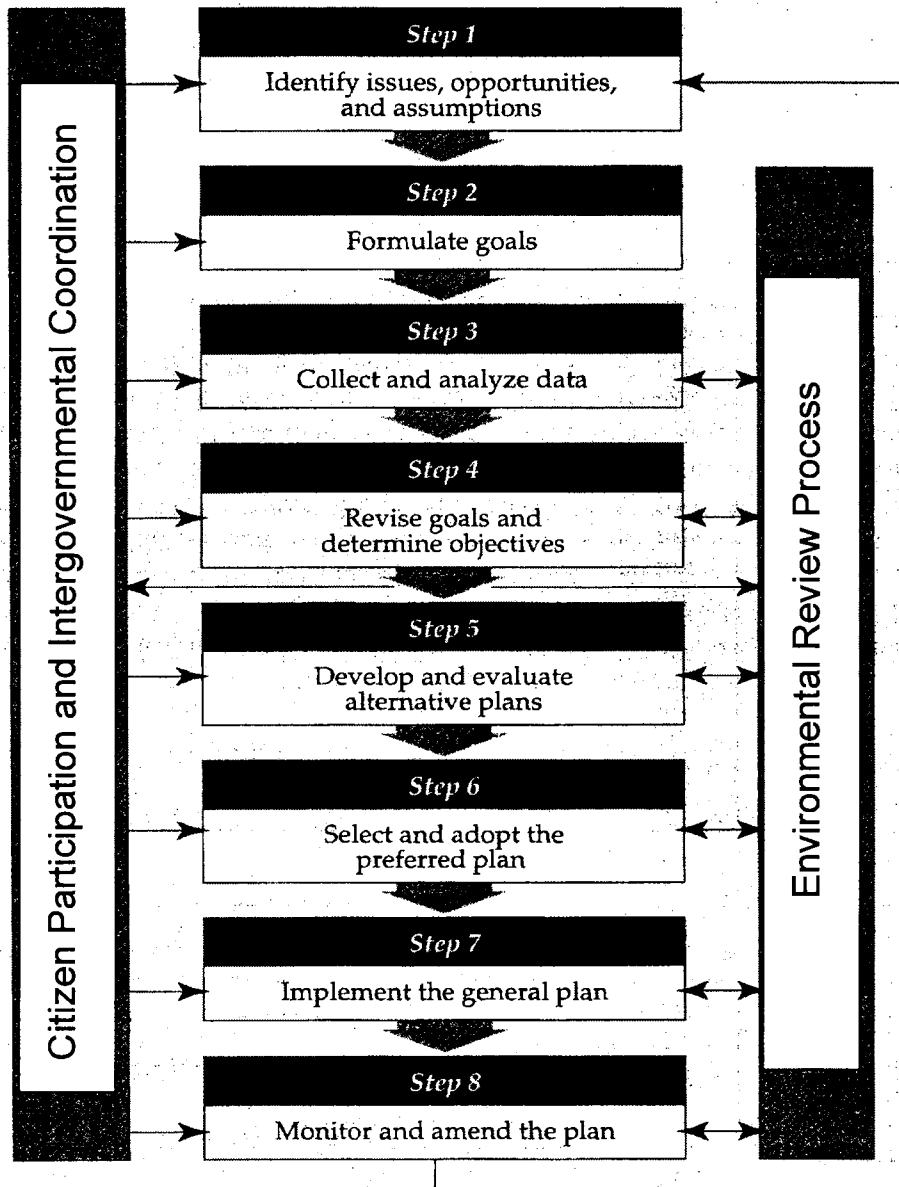 Citizen Participation and Intergovernmental Coordination
Step 1
Identify issues, opportunities,
and assumptions
Step 2
Formulate goals
Step 3
Collect and analyze data
Step 4
Revise goals and
determine objectives
Step 5
Develop and evaluate
alternative plans
Step 6
Select and adopt the
preferred plan
Step 7
Implement the general plan
Step 8
Monitor and amend the plan
Environmental Review Process